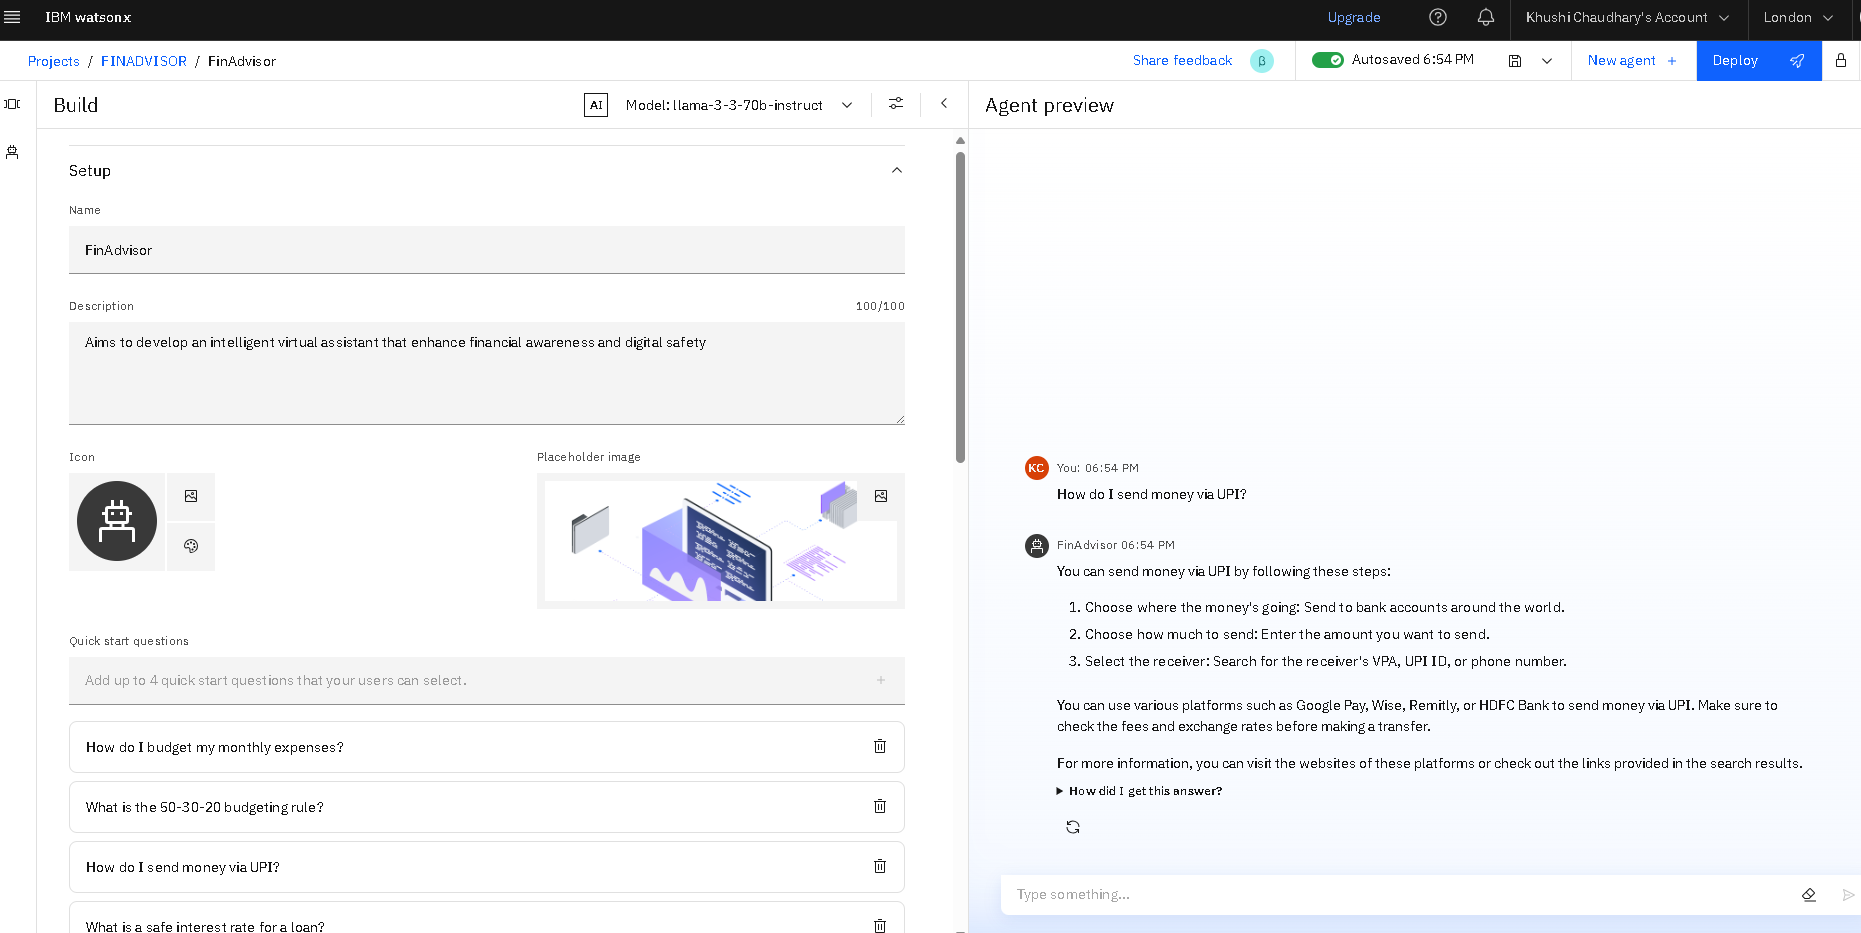 IBM watsonx
Upgrade
Khushi Chaudhary's Account
London
Projects / FINADVISOR / FinAdvisor
Share feedback
β
Autosaved 6:54 PM
New agent +
Deploy
Build
AI
Model: llama-3-3-70b-instruct
Agent preview
Setup
Name
FinAdvisor
Description
100/100
Aims to develop an intelligent virtual assistant that enhance financial awareness and digital safety
Icon
Placeholder image
Quick start questions
Add up to 4 quick start questions that your users can select.
How do I budget my monthly expenses?
What is the 50-30-20 budgeting rule?
How do I send money via UPI?
What is a safe interest rate for a loan?
KC
You: 06:54 PM
How do I send money via UPI?
FinAdvisor 06:54 PM
You can send money via UPI by following these steps:
1. Choose where the money's going: Send to bank accounts around the world.
2. Choose how much to send: Enter the amount you want to send.
3. Select the receiver: Search for the receiver's VPA, UPI ID, or phone number.
You can use various platforms such as Google Pay, Wise, Remitly, or HDFC Bank to send money via UPI. Make sure to
check the fees and exchange rates before making a transfer.
For more information, you can visit the websites of these platforms or check out the links provided in the search results.
How did I get this answer?
Type something...